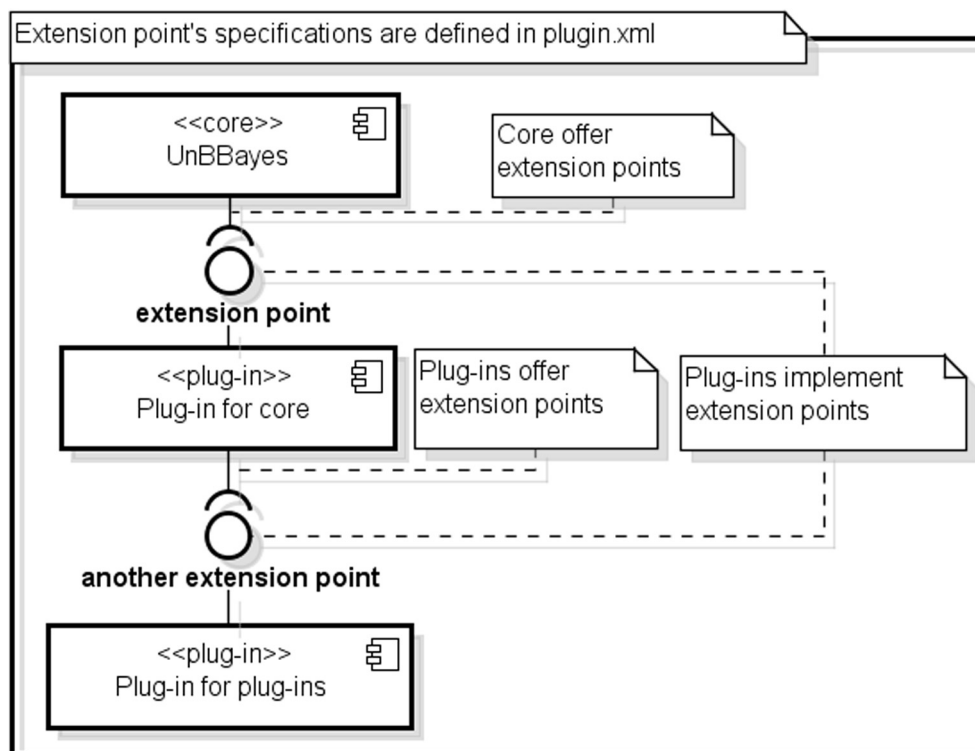 Extension point's specifications are defined in plugin.xml
<<core>>
UnBBayes
Core offer
extension points
extension point
<<plug-in>>
Plug-in for core
Plug-ins offer
extension points
Plug-ins implement
extension points
another extension point
<<plug-in>>
Plug-in for plug-ins